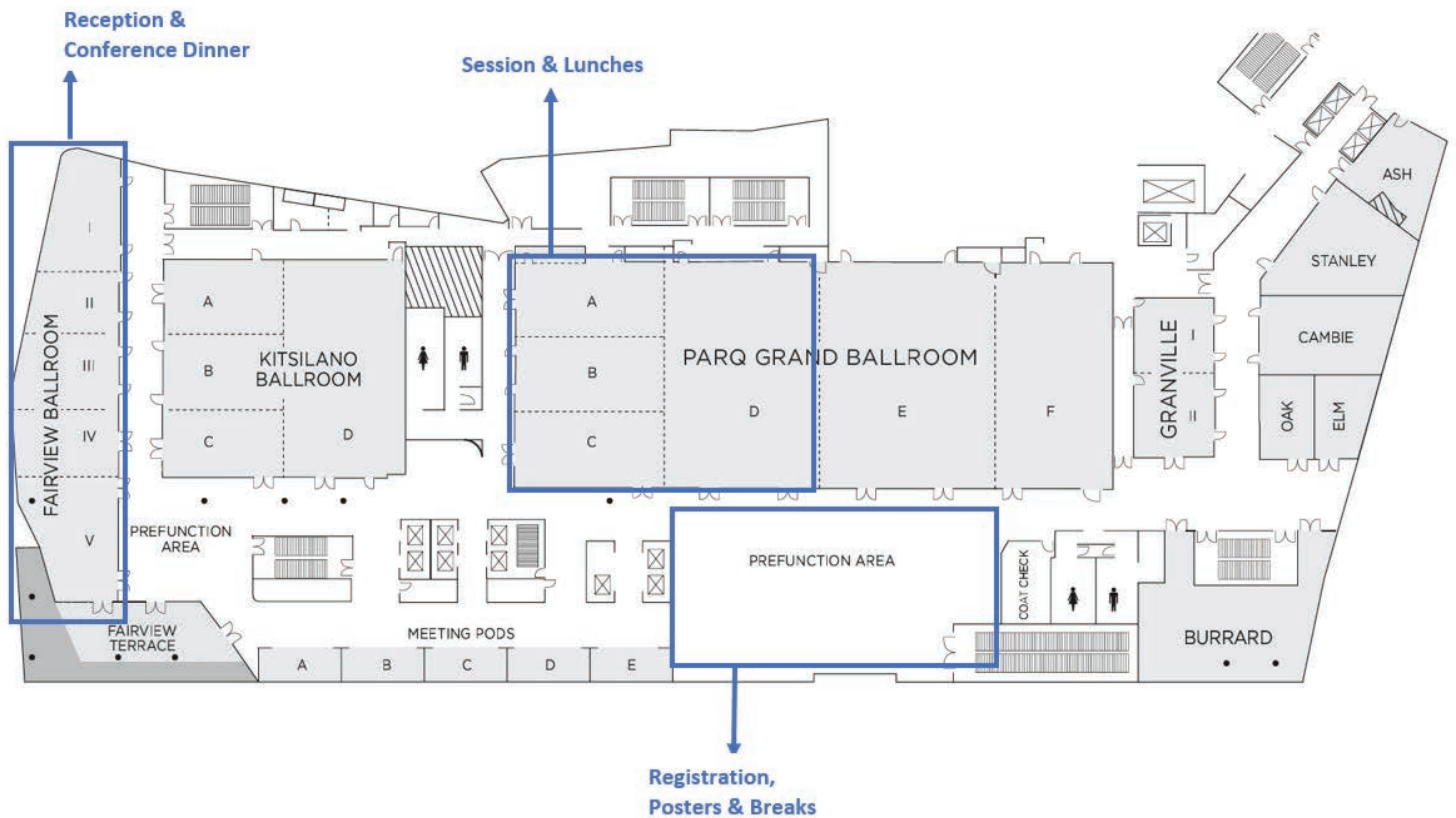 Reception &
Conference Dinner
Session & Lunches
ASH
STANLEY
CAMBIE
OAK
ELM
GRANVILLE
I
II
FAIRVIEW BALLROOM
I
II
III
IV
V
KITSILANO
BALLROOM
A
B
C
D
PARQ GRAND BALLROOM
A
B
C
D
E
F
PREFUNCTION
AREA
PREFUNCTION AREA
COAT CHECK
BURRARD
FAIRVIEW
TERRACE
MEETING PODS
A
B
C
D
E
Registration,
Posters & Breaks